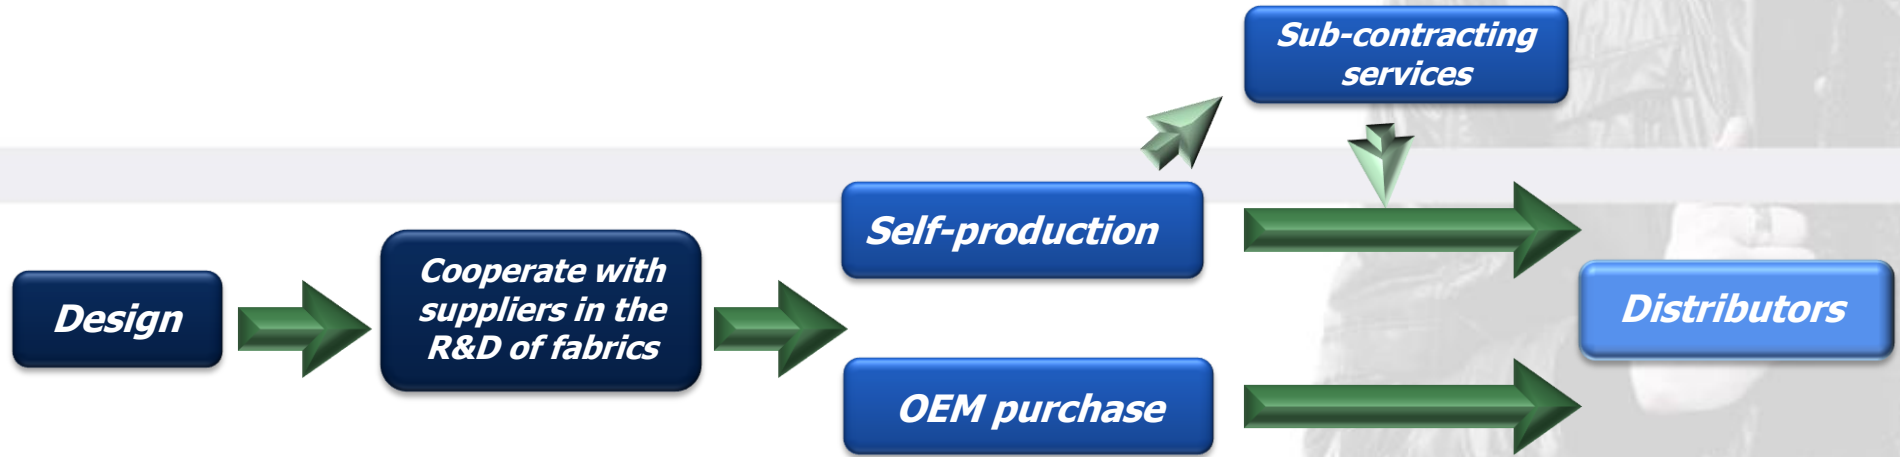 Sub-contracting
services
Self-production
Design
Cooperate with
suppliers in the
R&D of fabrics
OEM purchase
Distributors